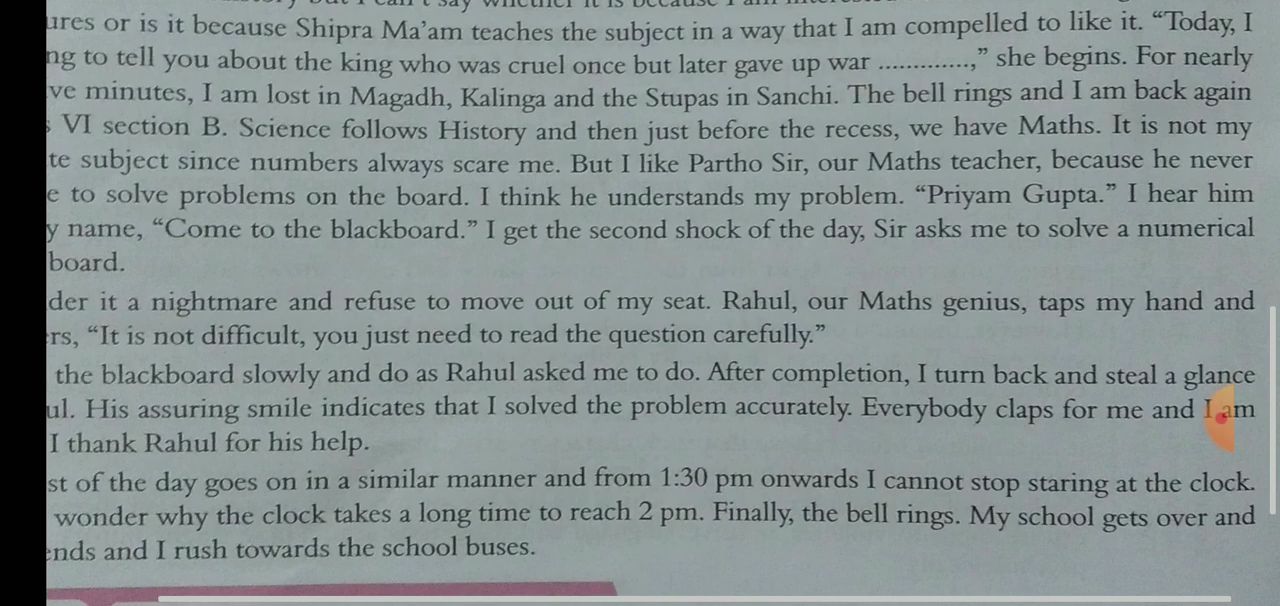 ures or is it because Shipra Ma'am teaches the subject in a way that I am compelled to like it. “Today, I
ng to tell you about the king who was cruel once but later gave up war .............,” she begins. For nearly
ve minutes, I am lost in Magadh, Kalinga and the Stupas in Sanchi. The bell rings and I am back again
VI section B. Science follows History and then just before the recess, we have Maths. It is not my
te subject since numbers always scare me. But I like Partho Sir, our Maths teacher, because he never
e to solve problems on the board. I think he understands my problem. “Priyam Gupta.” I hear him
y name, “Come to the blackboard.” I get the second shock of the day, Sir asks me to solve a numerical
board.
der it a nightmare and refuse to move out of my seat. Rahul, our Maths genius, taps my hand and
rs, “It is not difficult, you just need to read the question carefully.”
the blackboard slowly and do as Rahul asked me to do. After completion, I turn back and steal a glance
ul. His assuring smile indicates that I solved the problem accurately. Everybody claps for me and I am
I thank Rahul for his help.
st of the day goes on in a similar manner and from 1:30 pm onwards I cannot stop staring at the clock.
wonder why the clock takes a long time to reach 2 pm. Finally, the bell rings. My school gets over and
ends and I rush towards the school buses.